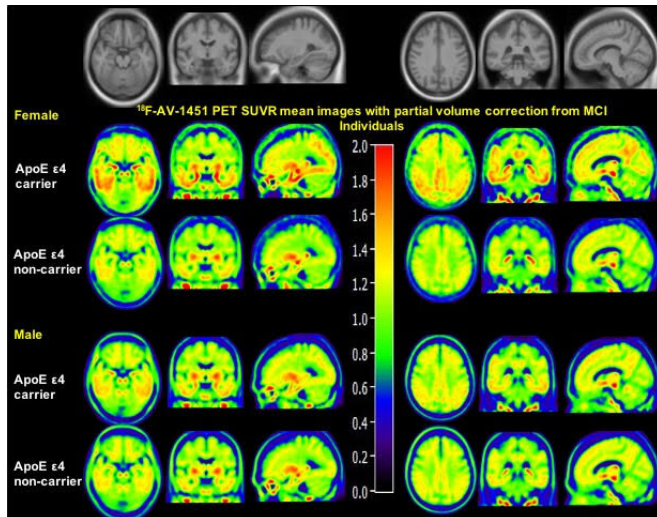 Female
¹⁸F-AV-1451 PET SUVR mean images with partial volume correction from MCI
Individuals
ApoE ε4
carrier
ApoE ε4
non-carrier
Male
ApoE ε4
carrier
ApoE ε4
non-carrier
2.0
1.8
1.6
1.4
1.2
1.0
0.8
0.6
0.4
0.2
0.0